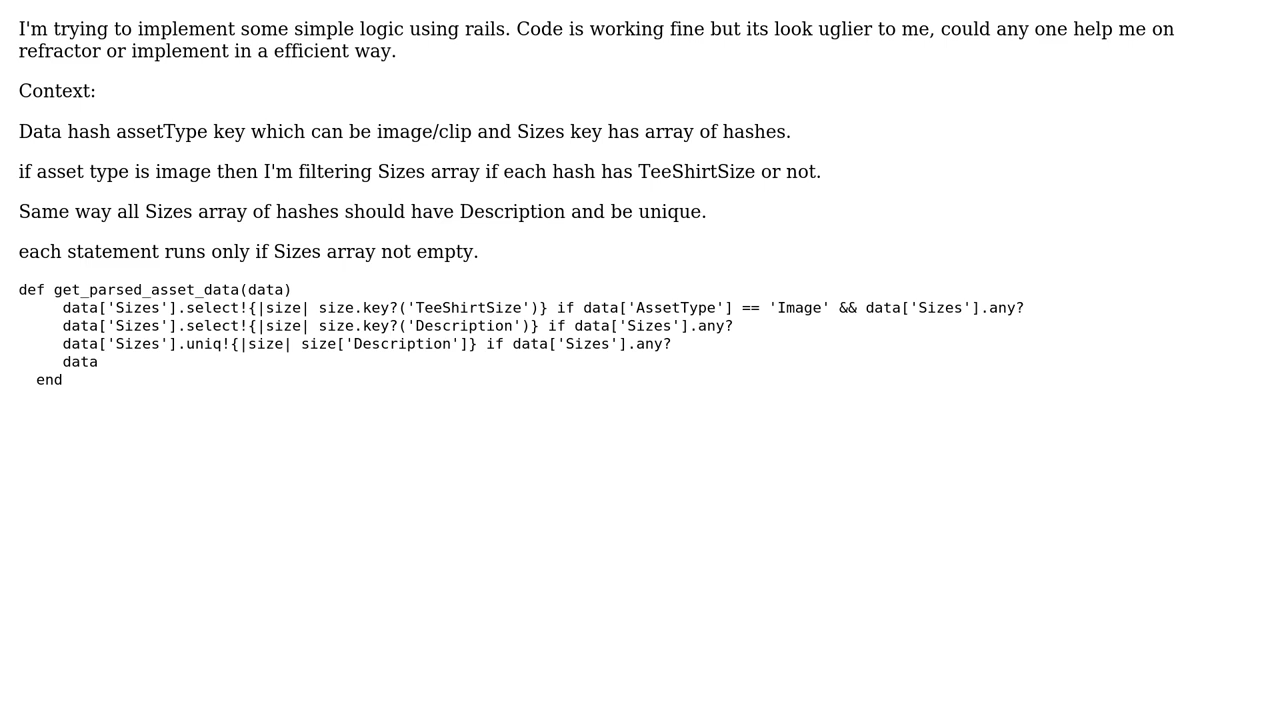 I'm trying to implement some simple logic using rails. Code is working fine but its look uglier to me, could any one help me on
refractor or implement in a efficient way.
Context:
Data hash assetType key which can be image/clip and Sizes key has array of hashes.
if asset type is image then I'm filtering Sizes array if each hash has TeeShirtSize or not.
Same way all Sizes array of hashes should have Description and be unique.
each statement runs only if Sizes array not empty.
def get_parsed_asset_data(data)
     data['Sizes'].select!{|size| size.key?('TeeShirtSize')} if data['AssetType'] == 'Image' && data['Sizes'].any?
     data['Sizes'].select!{|size| size.key?('Description')} if data['Sizes'].any?
     data['Sizes'].uniq!{|size| size['Description']} if data['Sizes'].any?
     data
  end